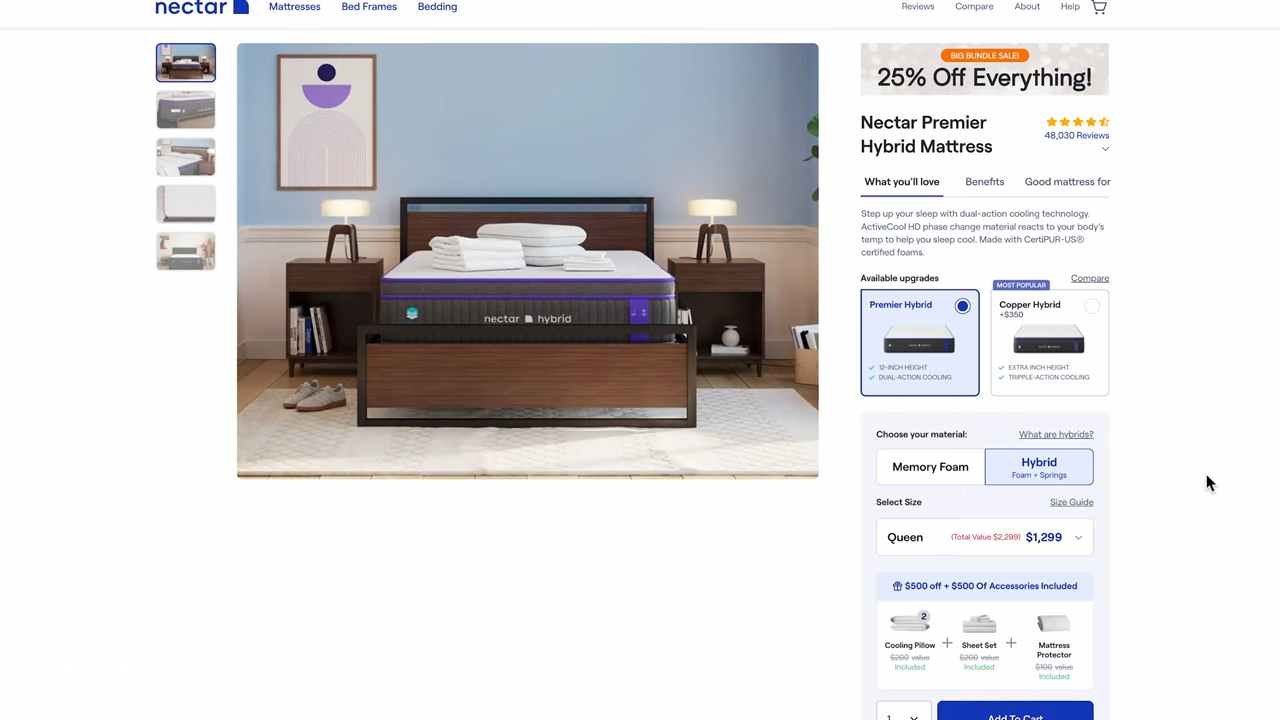 nectar
Mattresses
Bed Frames
Bedding
Reviews
Compare
About
Help
nectar hybrid
BIG BUNDLE SALE!
25% Off Everything!
Nectar Premier
Hybrid Mattress
48,030 Reviews
What you'll love
Benefits
Good mattress for
Step up your sleep with dual-action cooling technology.
ActiveCool HD phase change material reacts to your body's
temp to help you sleep cool. Made with CertiPUR-US®
certified foams.
Available upgrades
Compare
Premier Hybrid
12-INCH HEIGHT
DUAL-ACTION COOLING
MOST POPULAR
Copper Hybrid
+$350
EXTRA INCH HEIGHT
TRIPPLE-ACTION COOLING
Choose your material:
What are hybrids?
Memory Foam
Hybrid
Foam + Springs
Select Size
Size Guide
Queen (Total Value $2,299) $1,299
$500 off + $500 Of Accessories Included
2
Cooling Pillow
$200 value
Included
+
Sheet Set
$200 value
Included
+
Mattress
Protector
$100 value
Included
1
Add To Cart